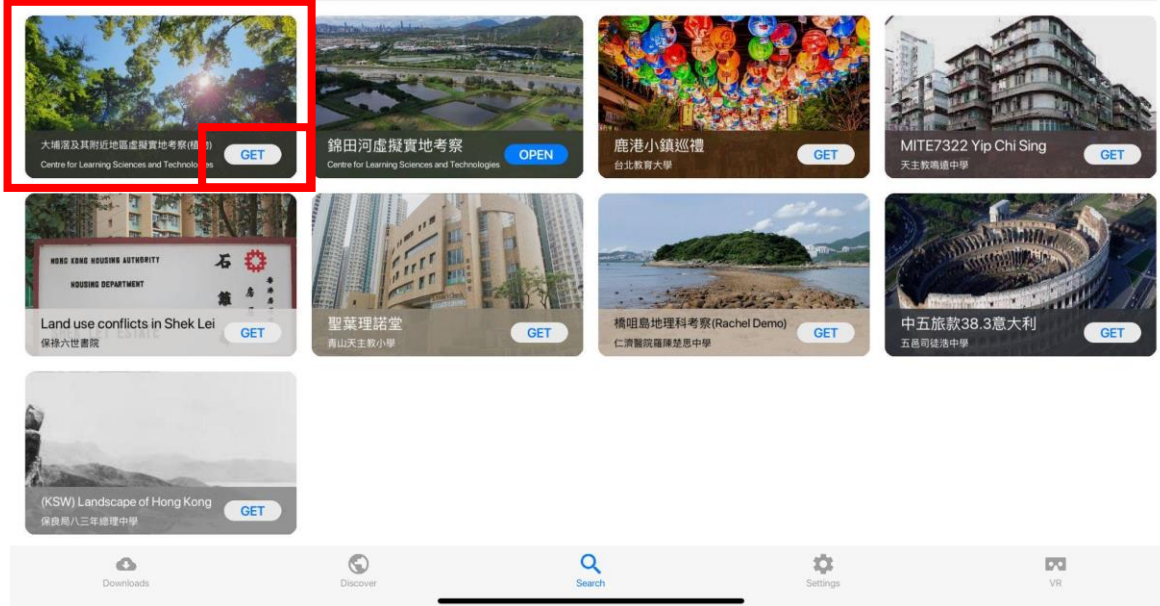 大埔滘及其附近地區虛擬實地考察(植物)
Centre for Learning Sciences and Technologies
GET
錦田河虛擬實地考察
Centre for Learning Sciences and Technologies
OPEN
鹿港小鎮巡禮
台北教育大學
GET
MITE7322 Yip Chi Sing
天主教鳴遠中學
GET
HONG KONG HOUSING AUTHORITY
HOUSING DEPARTMENT
石
籬
Land use conflicts in Shek Lei
保祿六世書院
GET
聖葉理諾堂
青山天主教小學
GET
橋咀島地理科考察(Rachel Demo)
仁濟醫院羅陳楚思中學
GET
中五旅款38.3意大利
五邑司徒浩中學
GET
(KSW) Landscape of Hong Kong
保良局八三年總理中學
GET
Downloads
Discover
Search
Settings
VR